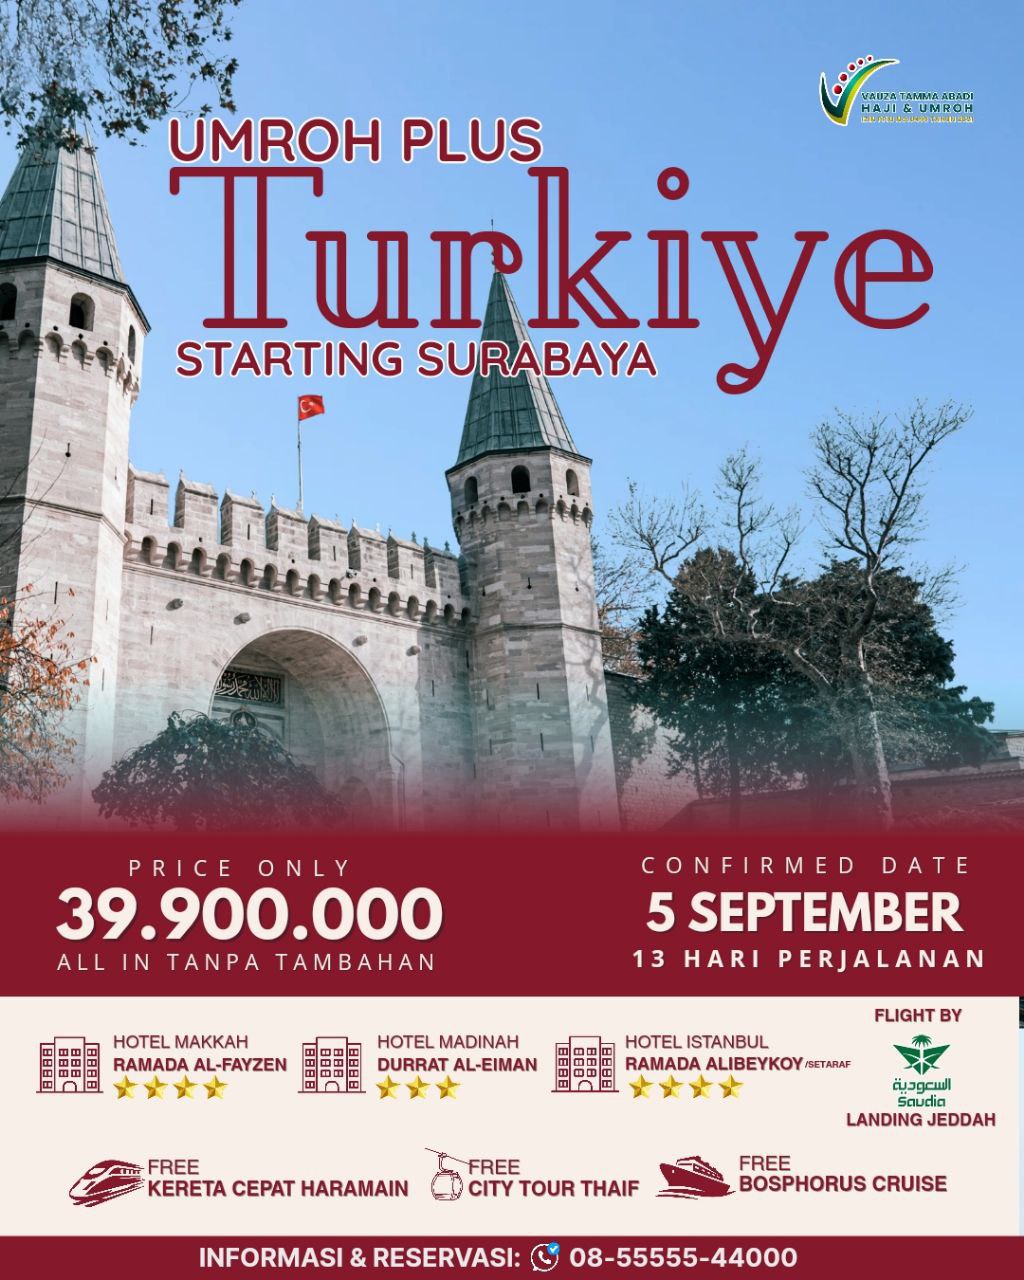 VAUZA TAMMA ABADI
HAJI & UMROH
UMROH PLUS
Turkiye
STARTING SURABAYA
PRICE ONLY
39.900.000
ALL IN TANPA TAMBAHAN
CONFIRMED DATE
5 SEPTEMBER
13 HARI PERJALANAN
HOTEL MAKKAH
RAMADA AL-FAYZEN
HOTEL MADINAH
DURRAT AL-EIMAN
HOTEL ISTANBUL
RAMADA ALIBEYKOY/SETARAF
FLIGHT BY
السعودية
Saudia
LANDING JEDDAH
FREE
KERETA CEPAT HARAMAIN
FREE
CITY TOUR THAIF
FREE
BOSPHORUS CRUISE
INFORMASI & RESERVASI: 08-55555-44000